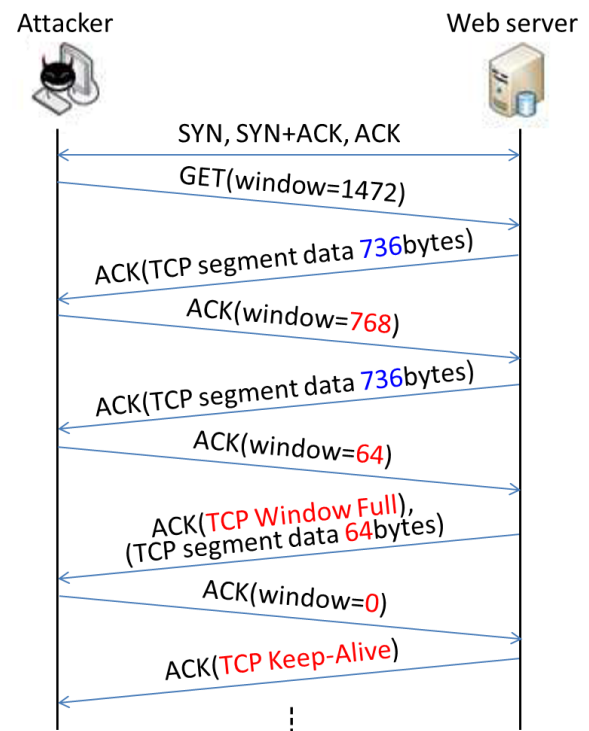 Attacker
Web server
SYN, SYN+ACK, ACK
GET(window=1472)
ACK(TCP segment data 736bytes)
ACK(window=768)
ACK(TCP segment data 736bytes)
ACK(window=64)
ACK(TCP Window Full),
(TCP segment data 64bytes)
ACK(window=0)
ACK(TCP Keep-Alive)